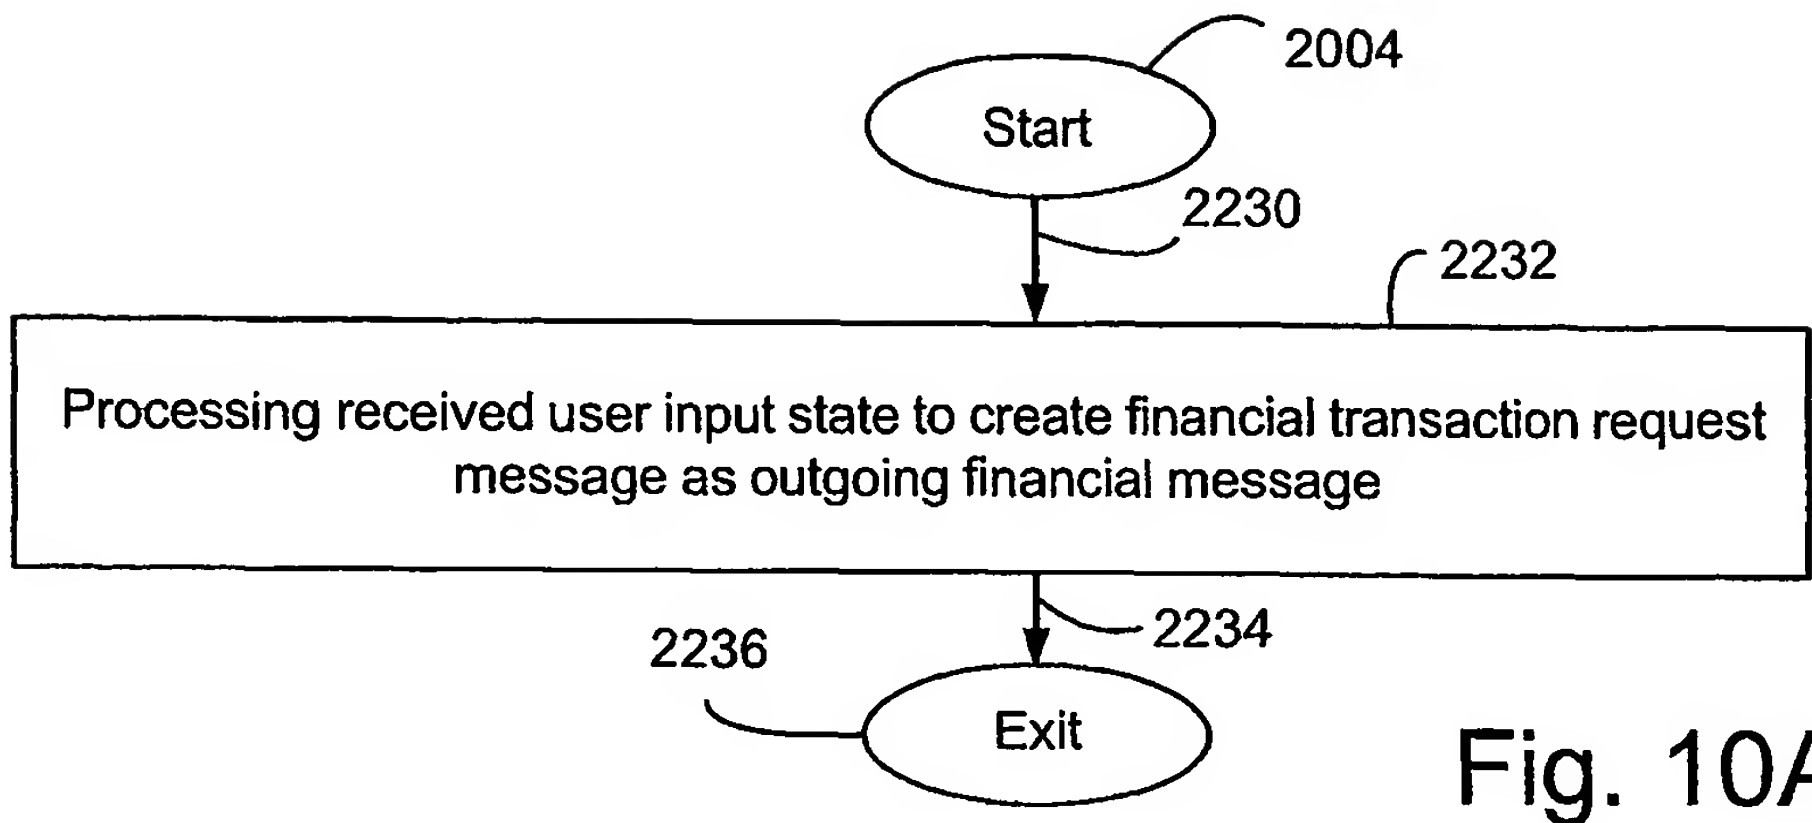 2004
Start
2230
2232
Processing received user input state to create financial transaction request
message as outgoing financial message
2234
2236
Exit
Fig. 10A